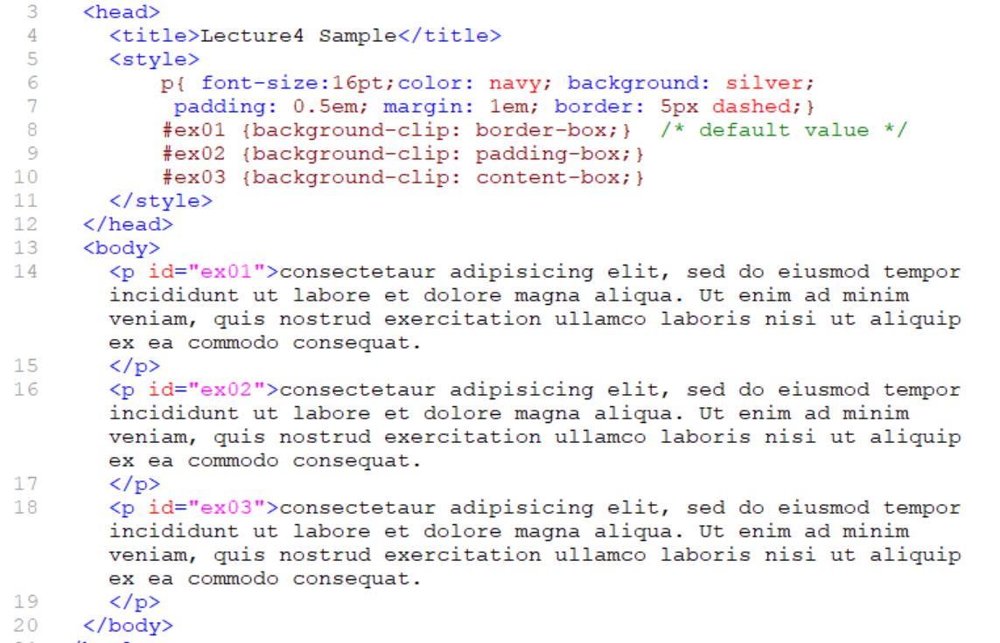 3 <head>
4 <title>Lecture4 Sample</title>
5 <style>
6 p{ font-size:16pt;color: navy; background: silver;
7 padding: 0.5em; margin: 1em; border: 5px dashed;}
8 #ex01 {background-clip: border-box;} /* default value */
9 #ex02 {background-clip: padding-box;}
10 #ex03 {background-clip: content-box;}
11 </style>
12 </head>
13 <body>
14 <p id="ex01">consectetaur adipisicing elit, sed do eiusmod tempor
incididunt ut labore et dolore magna aliqua. Ut enim ad minim
veniam, quis nostrud exercitation ullamco laboris nisi ut aliquip
ex ea commodo consequat.
15 </p>
16 <p id="ex02">consectetaur adipisicing elit, sed do eiusmod tempor
incididunt ut labore et dolore magna aliqua. Ut enim ad minim
veniam, quis nostrud exercitation ullamco laboris nisi ut aliquip
ex ea commodo consequat.
17 </p>
18 <p id="ex03">consectetaur adipisicing elit, sed do eiusmod tempor
incididunt ut labore et dolore magna aliqua. Ut enim ad minim
veniam, quis nostrud exercitation ullamco laboris nisi ut aliquip
ex ea commodo consequat.
19 </p>
20 </body>